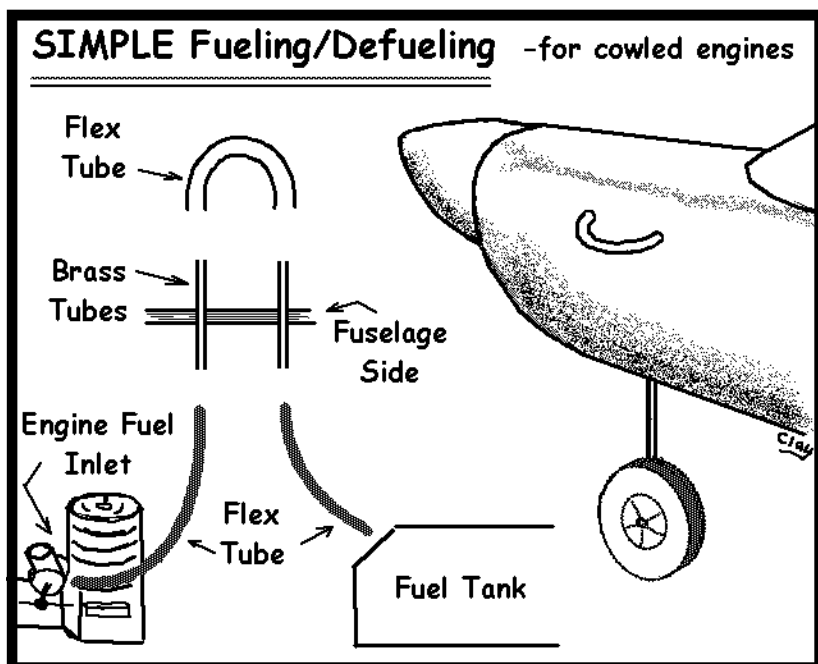 SIMPLE Fueling/Defueling -for cowled engines
Flex
Tube
Brass
Tubes
Fuselage
Side
Engine Fuel
Inlet
Flex
Tube
Fuel Tank
Clay